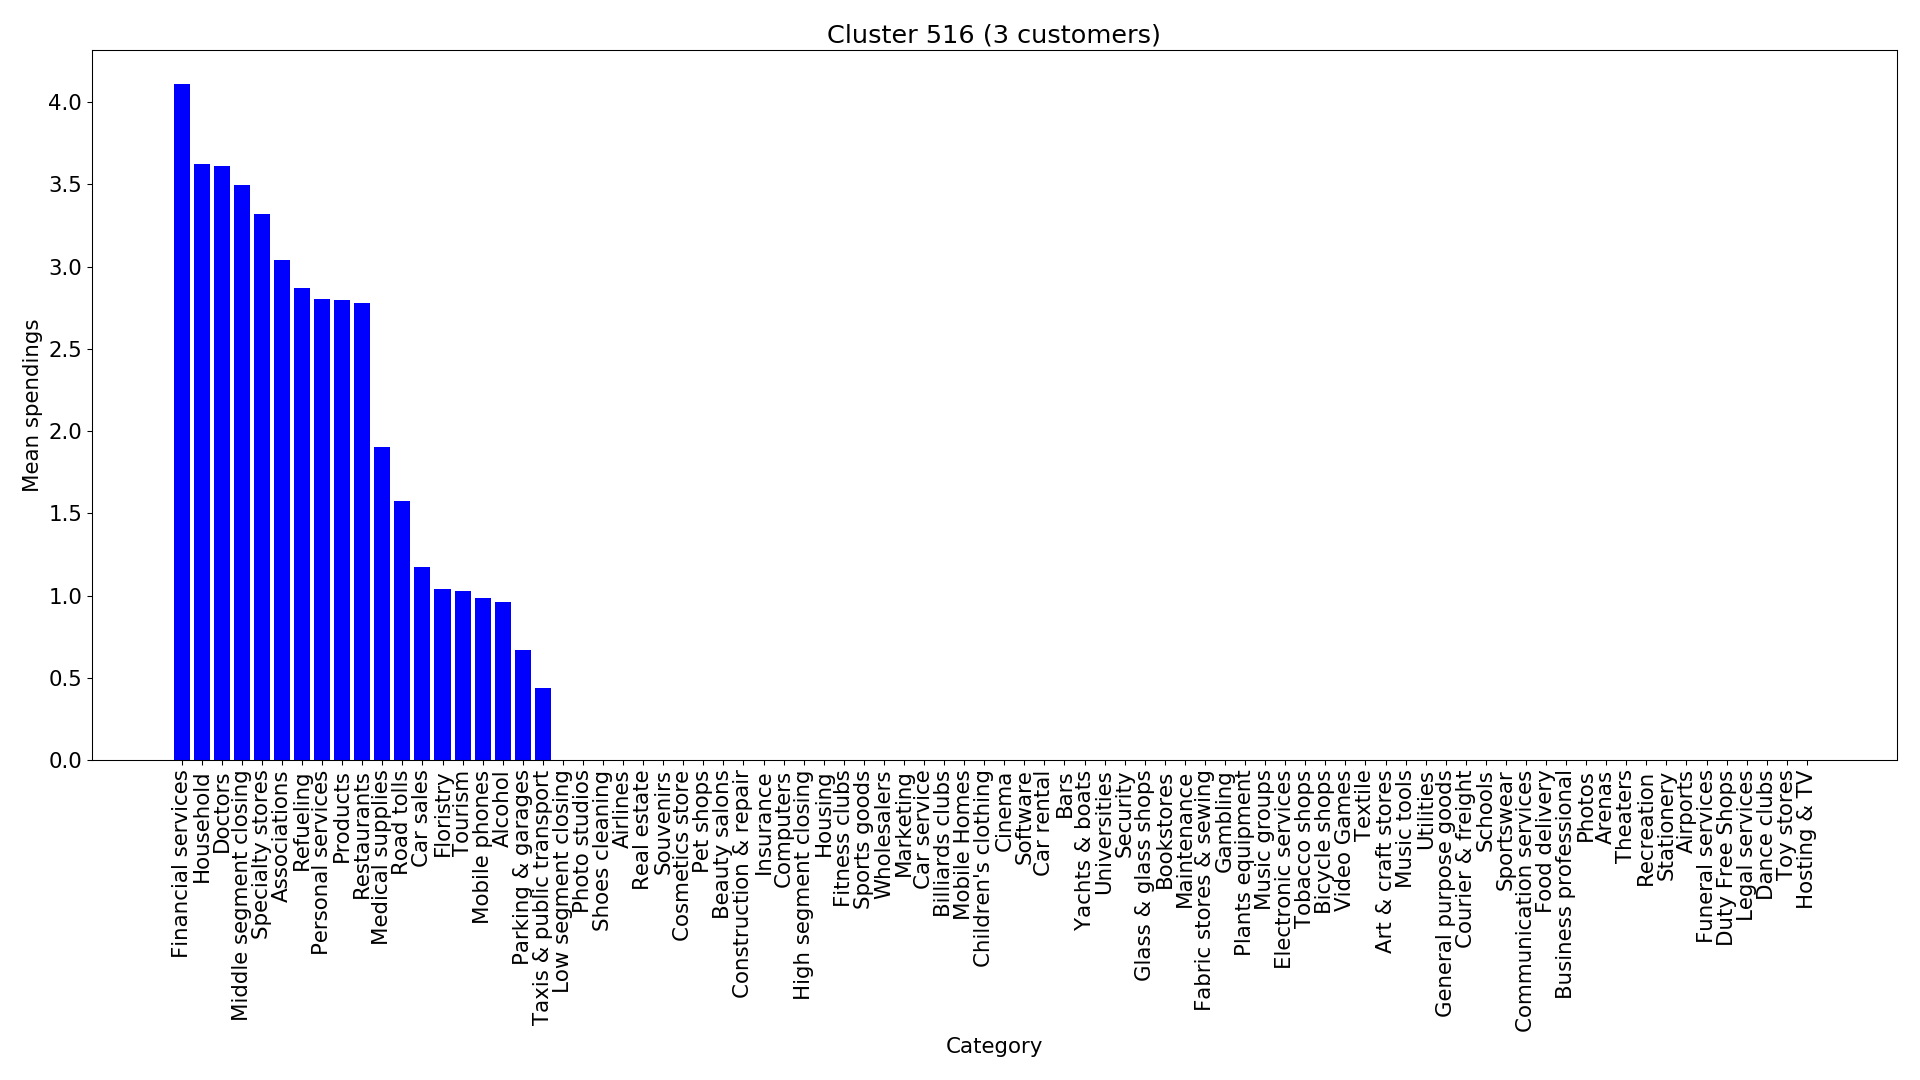 Cluster 516 (3 customers)
Mean spendings
4.0
3.5
3.0
2.5
2.0
1.5
1.0
0.5
0.0
Financial services
Household
Doctors
Middle segment closing
Specialty stores
Associations
Refueling
Personal services
Products
Restaurants
Medical supplies
Road tolls
Car sales
Floristry
Tourism
Mobile phones
Alcohol
Parking & garages
Taxis & public transport
Low segment closing
Photo studios
Shoes cleaning
Airlines
Real estate
Souvenirs
Cosmetics store
Pet shops
Beauty salons
Construction & repair
Insurance
Computers
High segment closing
Housing
Fitness clubs
Sports goods
Wholesalers
Marketing
Car service
Billiards clubs
Mobile Homes
Children's clothing
Cinema
Software
Car rental
Bars
Yachts & boats
Universities
Security
Glass & glass shops
Bookstores
Maintenance
Fabric stores & sewing
Gambling
Plants equipment
Music groups
Electronic services
Tobacco shops
Bicycle shops
Video Games
Textile
Art & craft stores
Music tools
Utilities
General purpose goods
Courier & freight
Schools
Sportswear
Communication services
Food delivery
Business professional
Photos
Arenas
Theaters
Recreation
Stationery
Airports
Funeral services
Duty Free Shops
Legal services
Dance clubs
Toy stores
Hosting & TV
Category